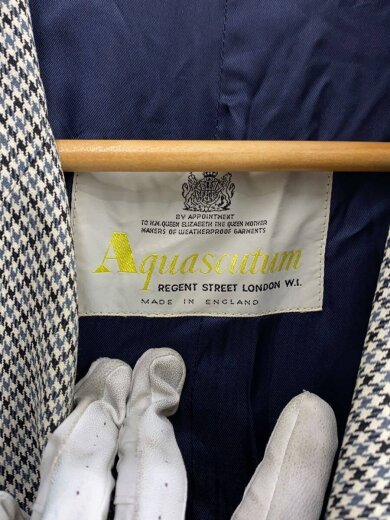 BY APPOINTMENT
TO H.M. QUEEN ELIZABETH THE QUEEN MOTHER
MAKERS OF WEATHERPROOF GARMENTS
Aquascutum
REGENT STREET LONDON W.1.
MADE IN ENGLAND